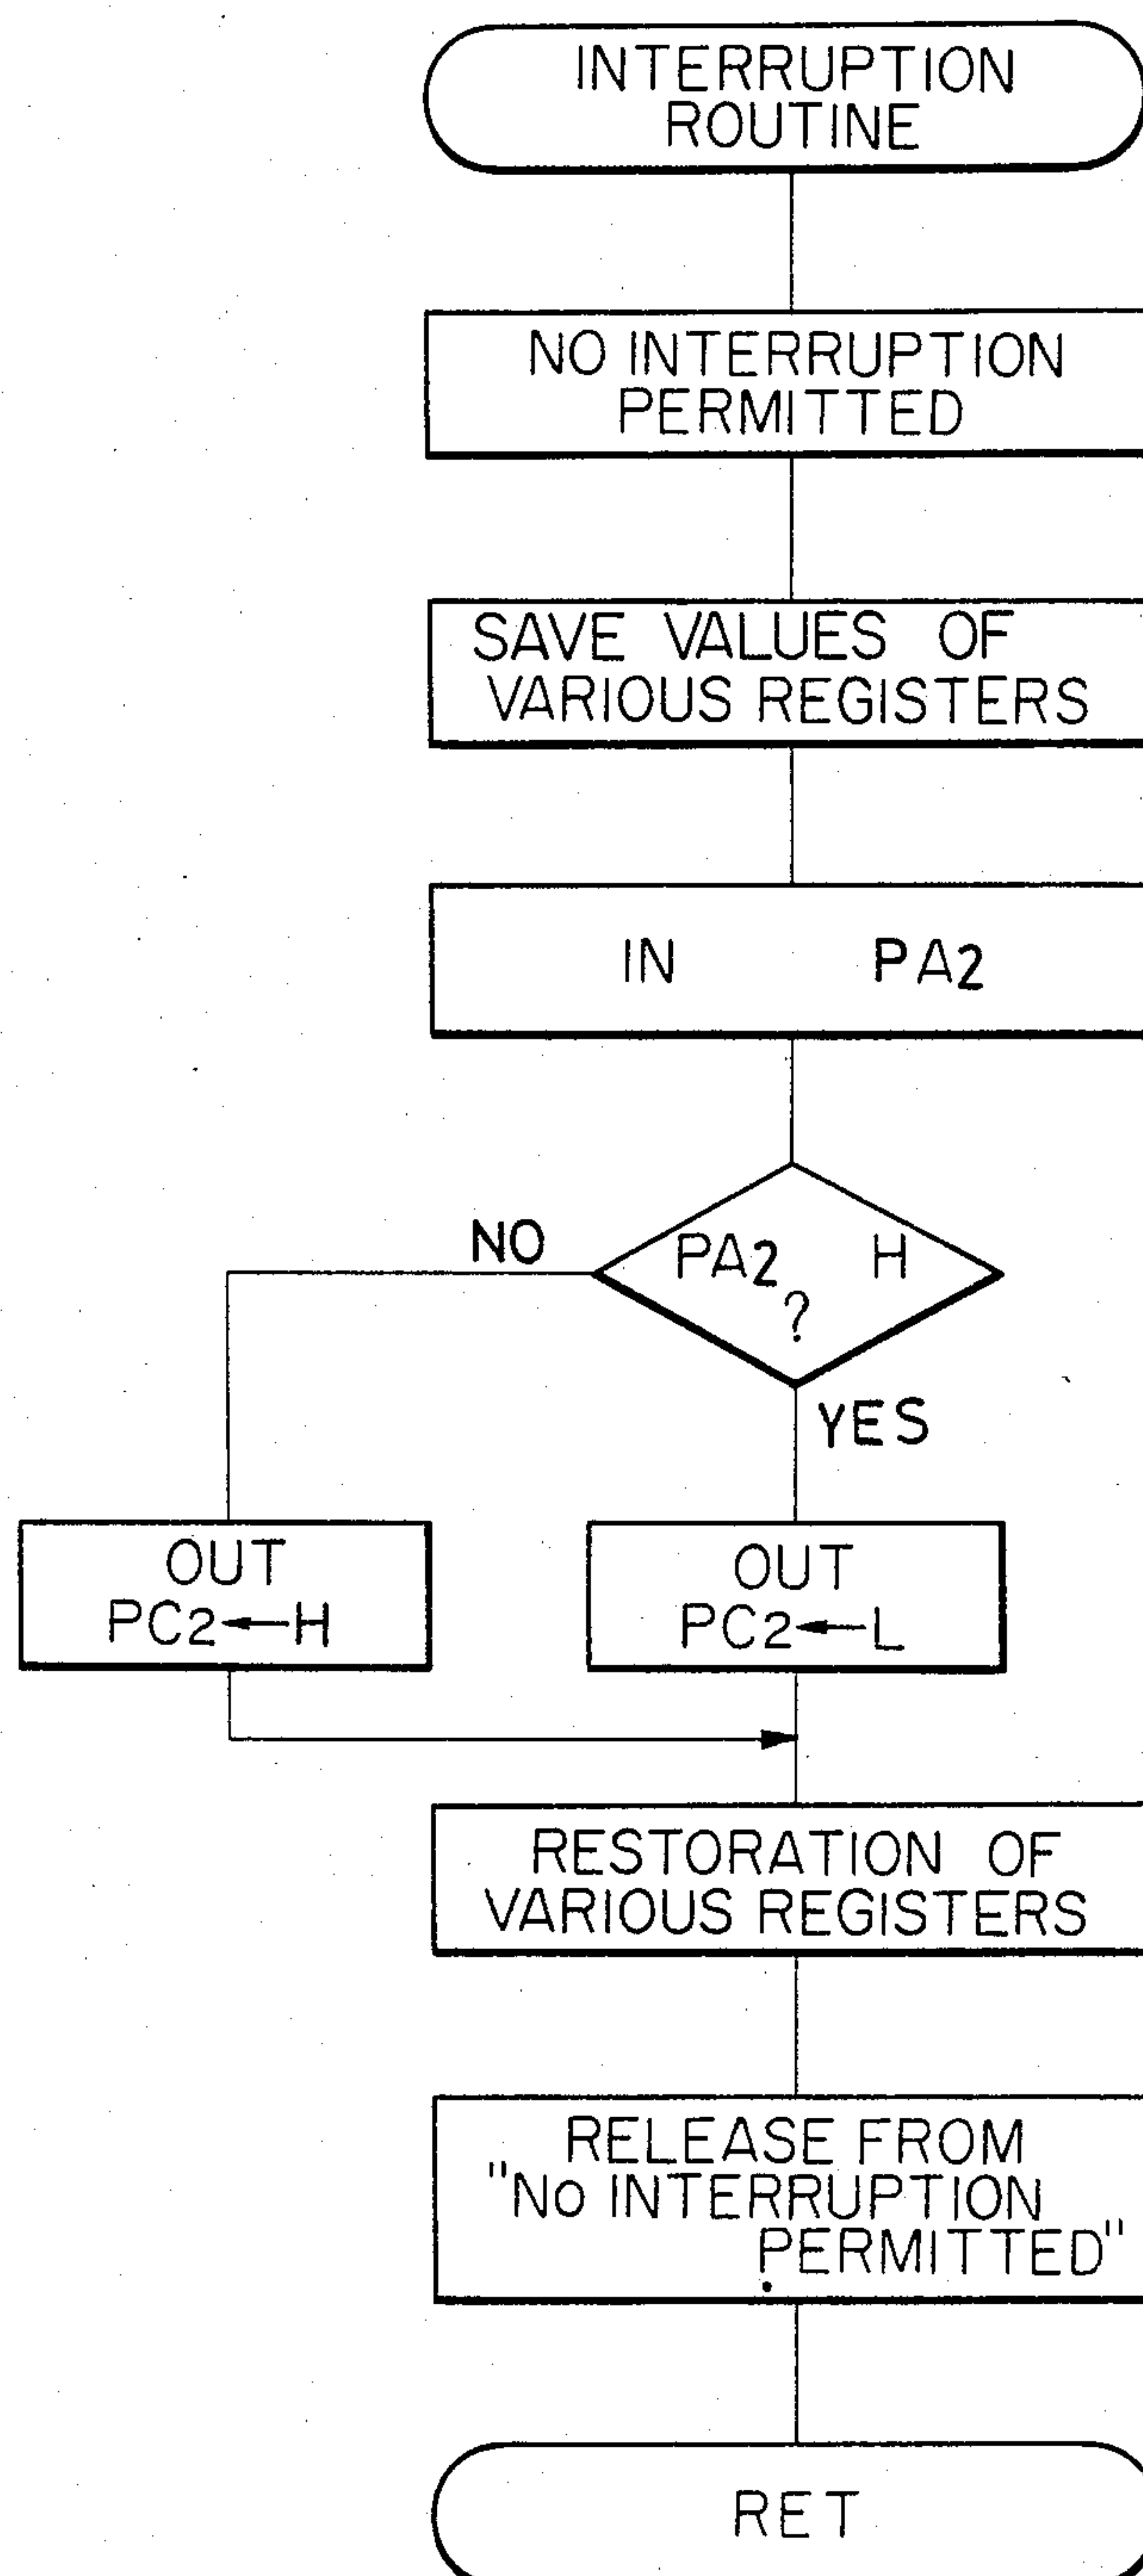 INTERRUPTION
ROUTINE
NO INTERRUPTION
PERMITTED
SAVE VALUES OF
VARIOUS REGISTERS
IN PA2
NO
PA2 H
?
YES
OUT
PC2←H
OUT
PC2←L
RESTORATION OF
VARIOUS REGISTERS
RELEASE FROM
"No INTERRUPTION
PERMITTED"
RET